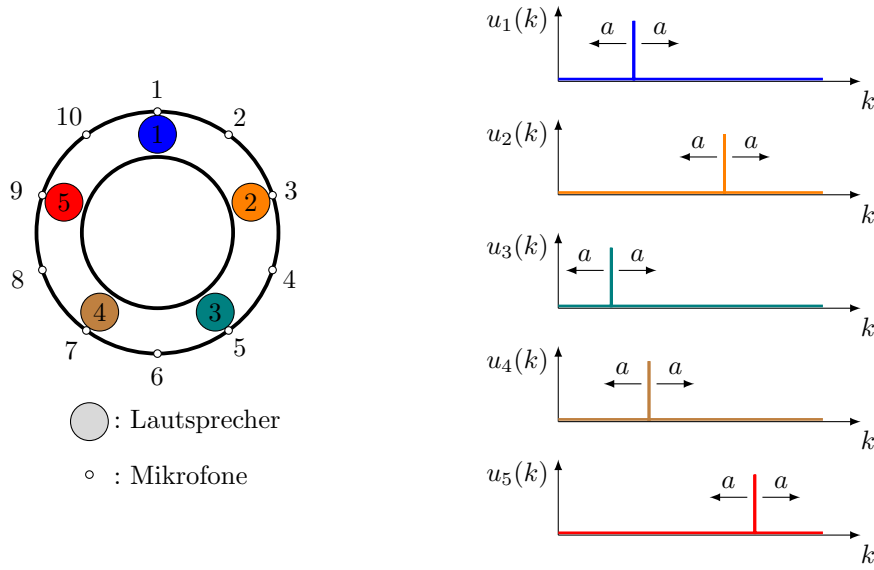 1
2
3
4
5
6
7
8
9
10
1
2
3
4
5
: Lautsprecher
: Mikrofone
u₁(k)
a a
k
u₂(k)
a a
k
u₃(k)
a a
k
u₄(k)
a a
k
u₅(k)
a a
k